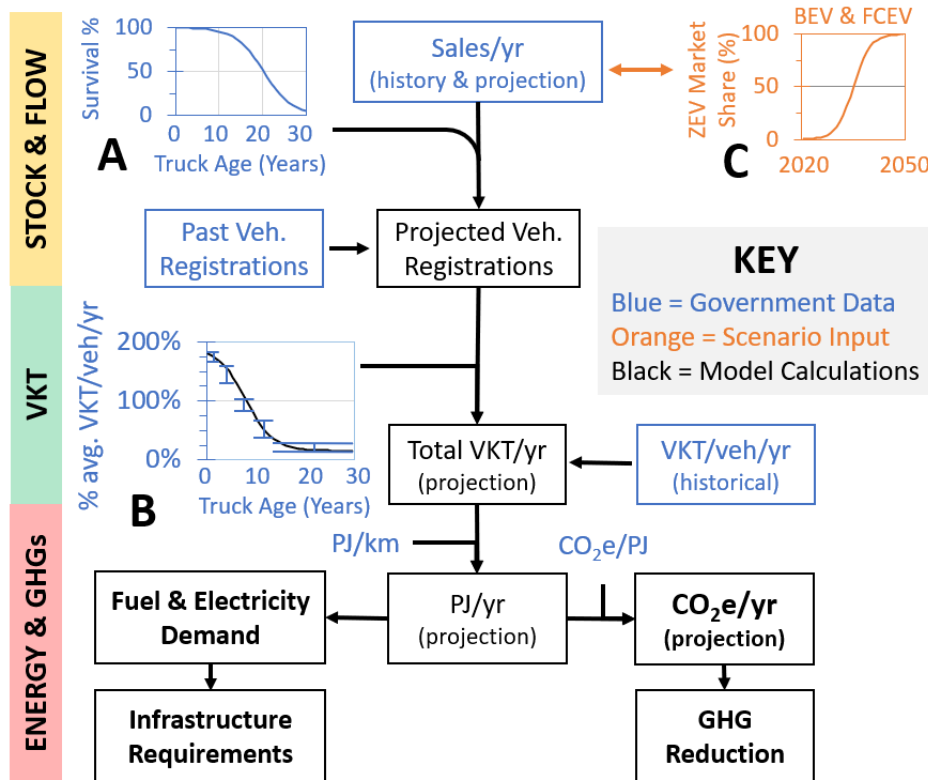 STOCK & FLOW
Survival %
100
50
0
0 10 20 30
Truck Age (Years)
A
Sales/yr
(history & projection)
BEV & FCEV
ZEV Market
Share (%)
100
50
0
2020 2050
C
Past Veh.
Registrations
Projected Veh.
Registrations
KEY
Blue = Government Data
Orange = Scenario Input
Black = Model Calculations
VKT
% avg. VKT/veh/yr
200%
100%
0%
0 10 20 30
Truck Age (Years)
B
Total VKT/yr
(projection)
VKT/veh/yr
(historical)
ENERGY & GHGs
PJ/km
CO₂e/PJ
Fuel & Electricity
Demand
PJ/yr
(projection)
CO₂e/yr
(projection)
Infrastructure
Requirements
GHG
Reduction